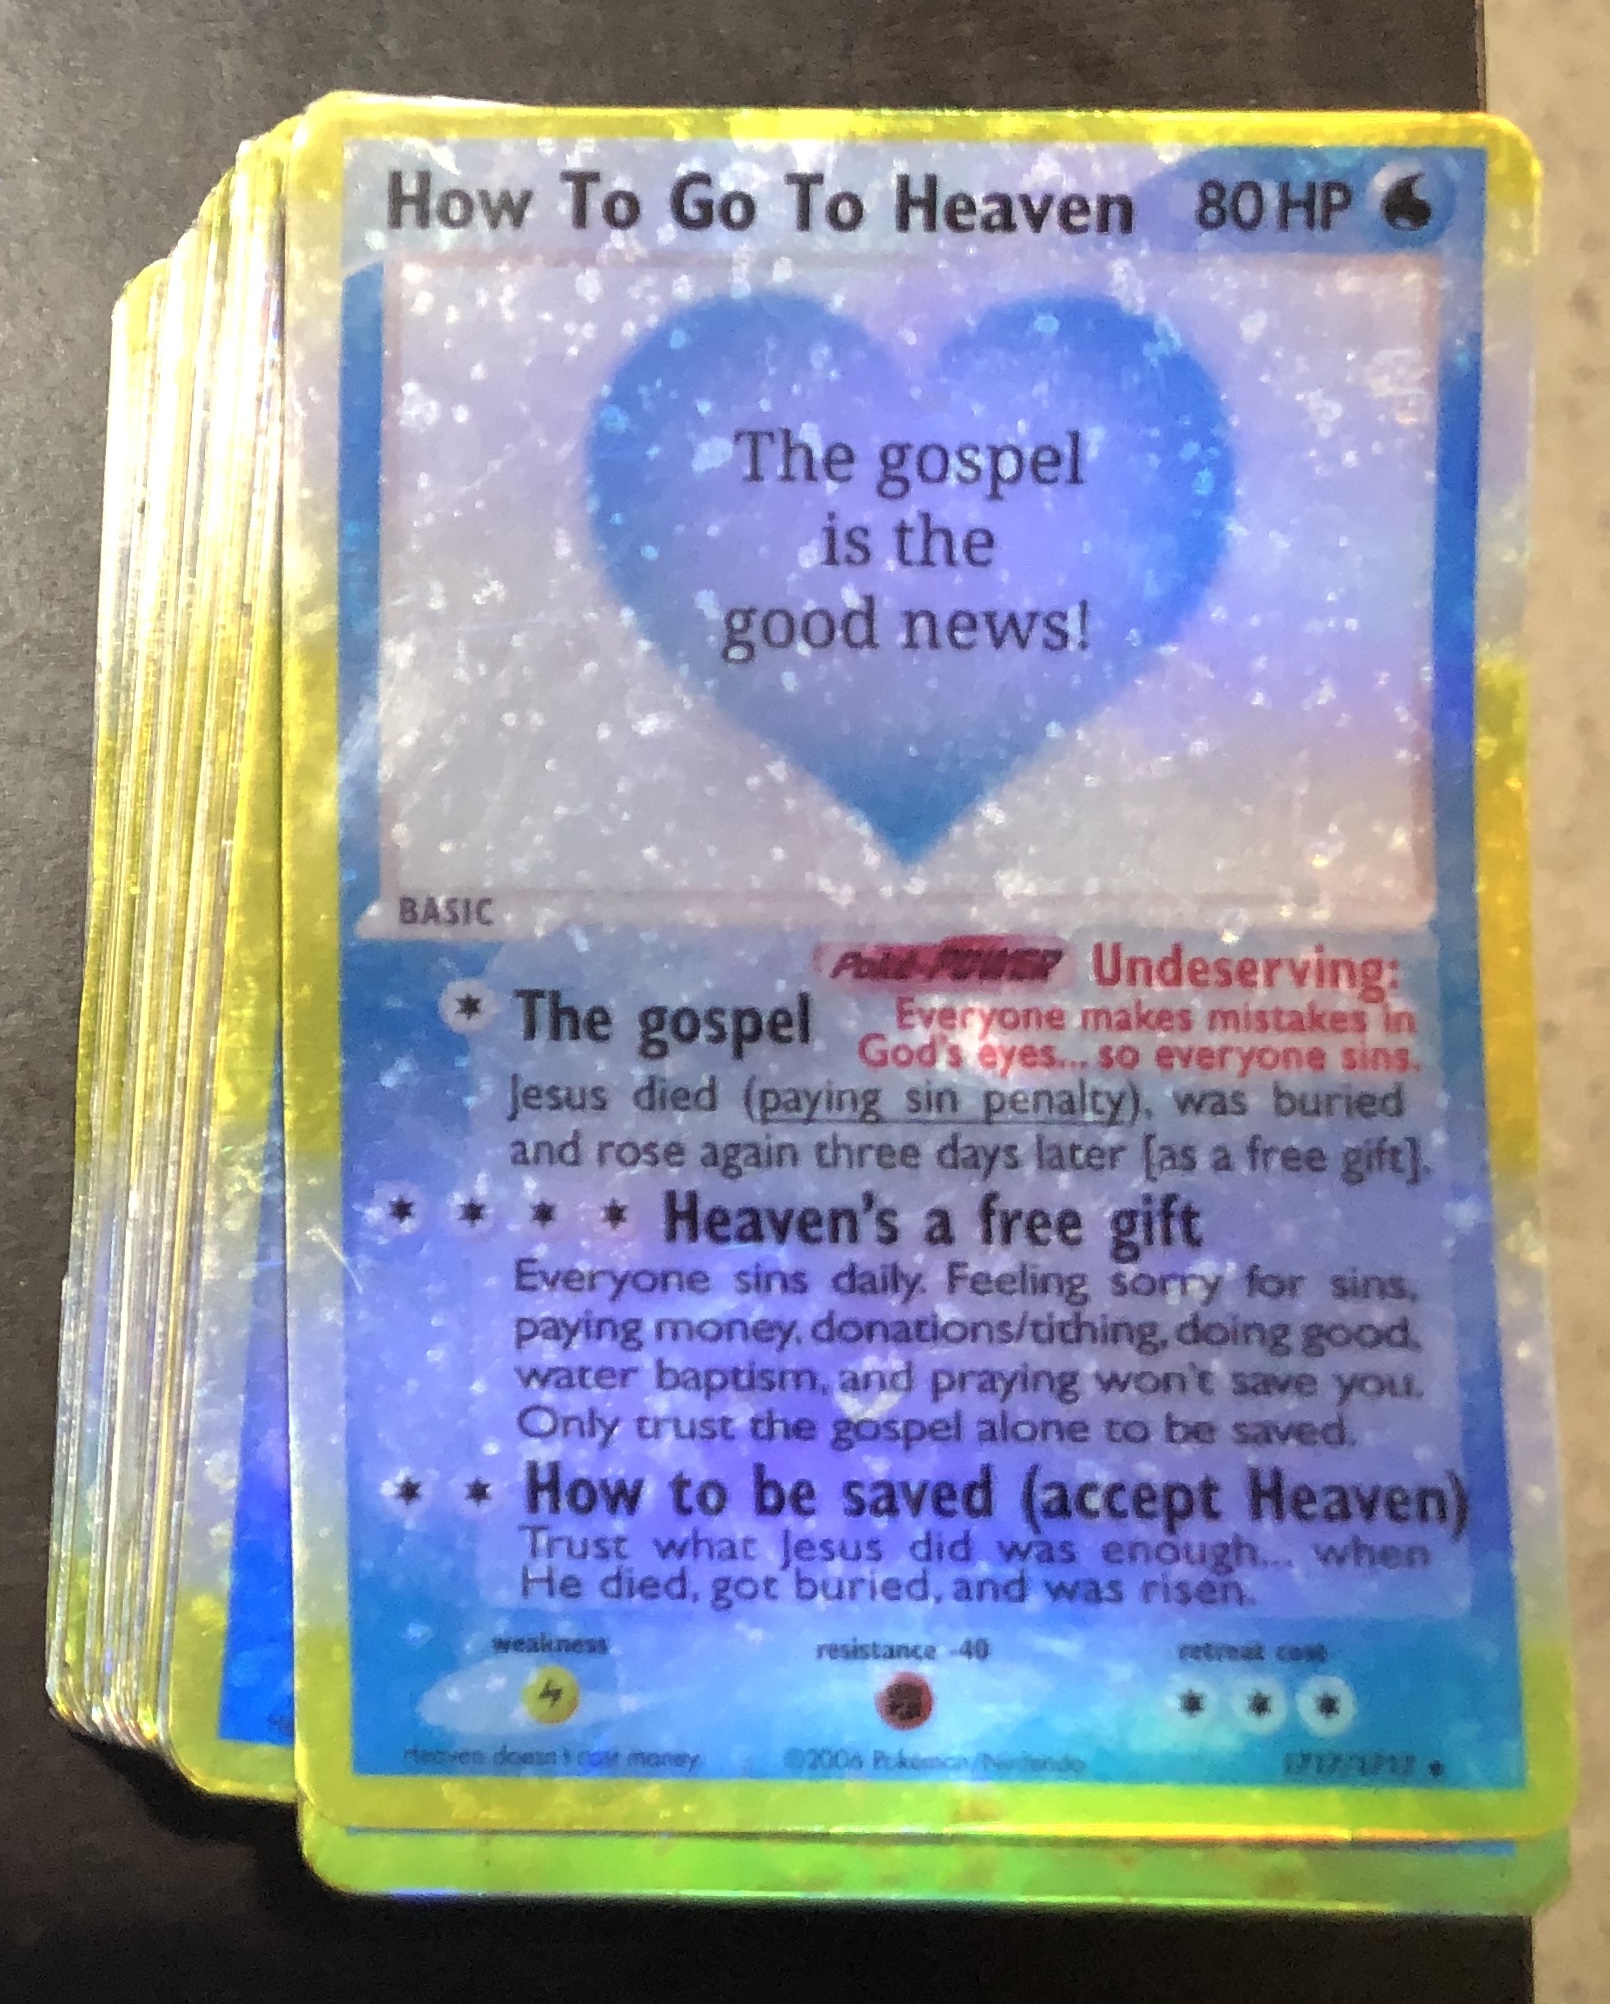 How To Go To Heaven 80 HP
The gospel
is the
good news!
BASIC
Poké-POWER Undeserving:
Everyone makes mistakes in
God's eyes... so everyone sins.
The gospel
Jesus died (paying sin penalty), was buried
and rose again three days later [as a free gift].
Heaven's a free gift
Everyone sins daily. Feeling sorry for sins,
paying money, donations/tithing, doing good,
water baptism, and praying won't save you.
Only trust the gospel alone to be saved.
How to be saved (accept Heaven)
Trust what Jesus did was enough... when
He died, got buried, and was risen.
weakness resistance -40 retreat cost
Heaven doesn't cost money. ©2006 Pokémon/Nintendo 1717/1717